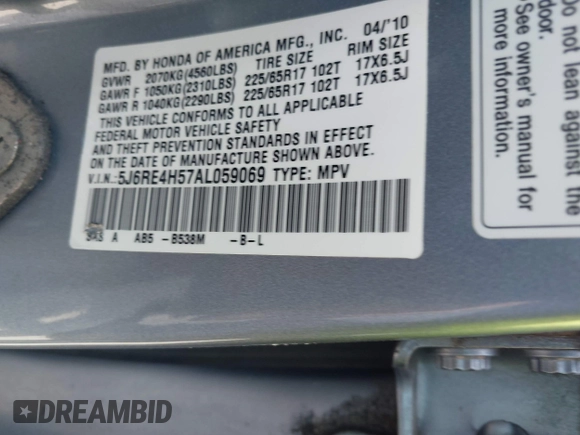 MFD. BY HONDA OF AMERICA MFG., INC. 04/'10
GVWR 2070KG(4560LBS) TIRE SIZE RIM SIZE
GAWR F 1050KG(2310LBS) 225/65R17 102T 17X6.5J
GAWR R 1040KG(2290LBS) 225/65R17 102T 17X6.5J
THIS VEHICLE CONFORMS TO ALL APPLICABLE
FEDERAL MOTOR VEHICLE SAFETY
AND THEFT PREVENTION STANDARDS IN EFFECT
ON THE DATE OF MANUFACTURE SHOWN ABOVE.
V.I.N.: 5J6RE4H57AL059069 TYPE: MPV
A AB5 -B538M -B-L
Do not lean
door.
See owner's
manual for
more information.
DREAMBID